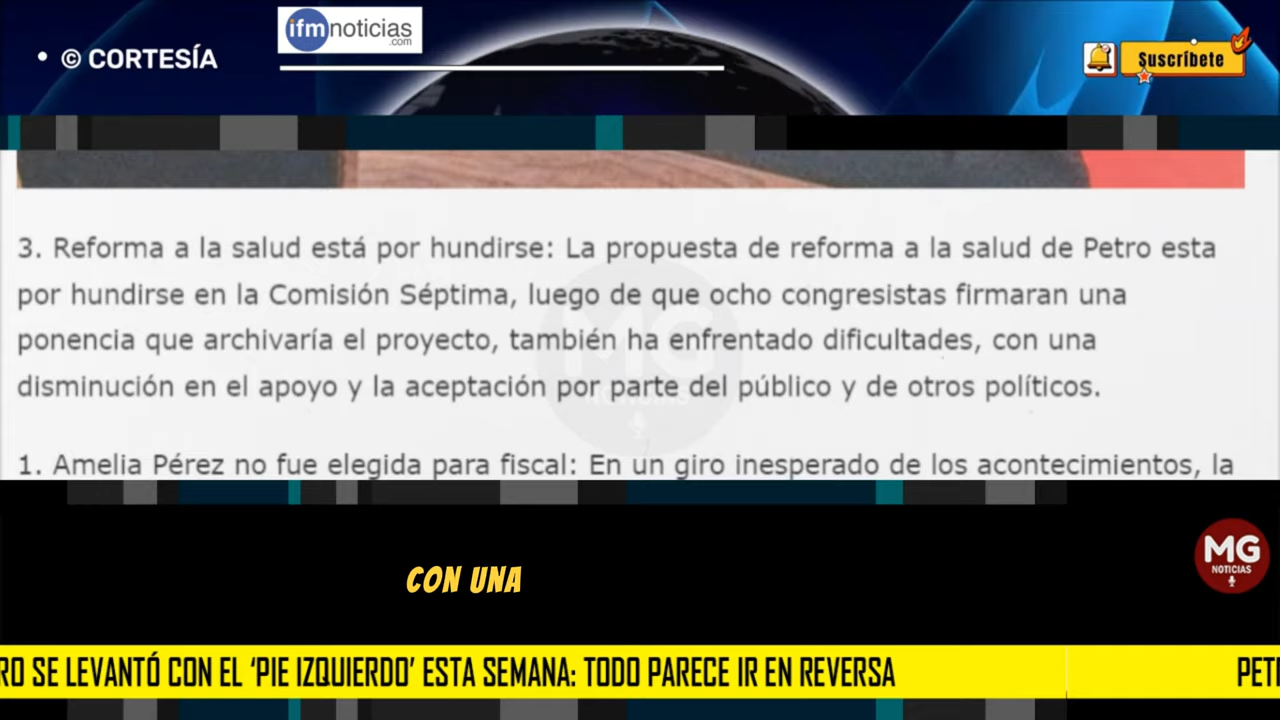 ifmnoticias
.com
• © CORTESÍA
Suscríbete
3. Reforma a la salud está por hundirse: La propuesta de reforma a la salud de Petro esta
por hundirse en la Comisión Séptima, luego de que ocho congresistas firmaran una
ponencia que archivaría el proyecto, también ha enfrentado dificultades, con una
disminución en el apoyo y la aceptación por parte del público y de otros políticos.
MG
1. Amelia Pérez no fue elegida para fiscal: En un giro inesperado de los acontecimientos, la
MG
NOTICIAS
CON UNA
RO SE LEVANTÓ CON EL ‘PIE IZQUIERDO’ ESTA SEMANA: TODO PARECE IR EN REVERSA